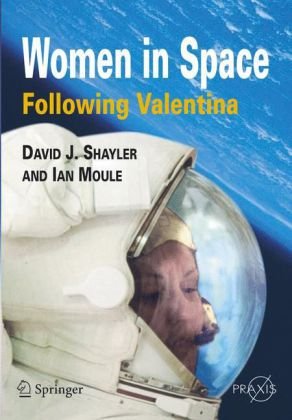 Women in Space
Following Valentina
DAVID J. SHAYLER
AND IAN MOULE
Springer
PRAXIS